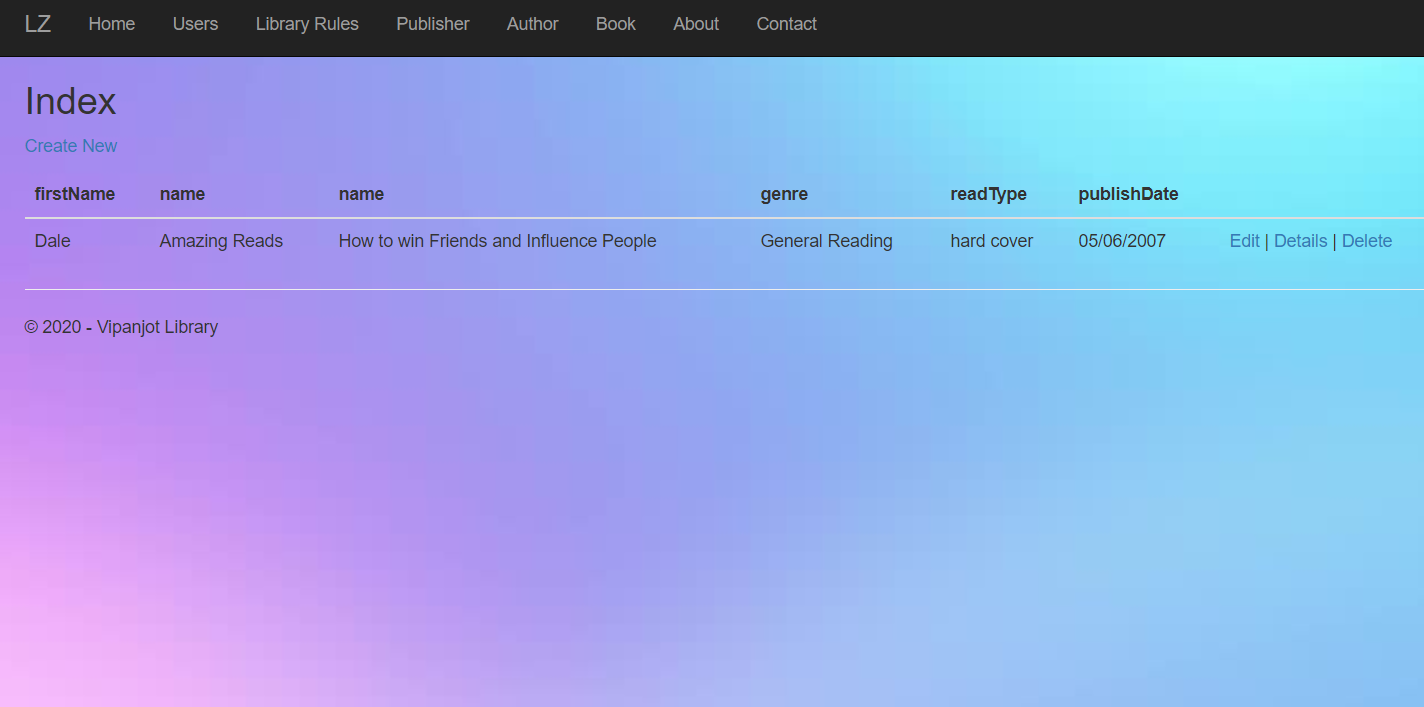 LZ Home Users Library Rules Publisher Author Book About Contact
Index
Create New
firstName name name genre readType publishDate
Dale Amazing Reads How to win Friends and Influence People General Reading hard cover 05/06/2007 Edit | Details | Delete
© 2020 - Vipanjot Library